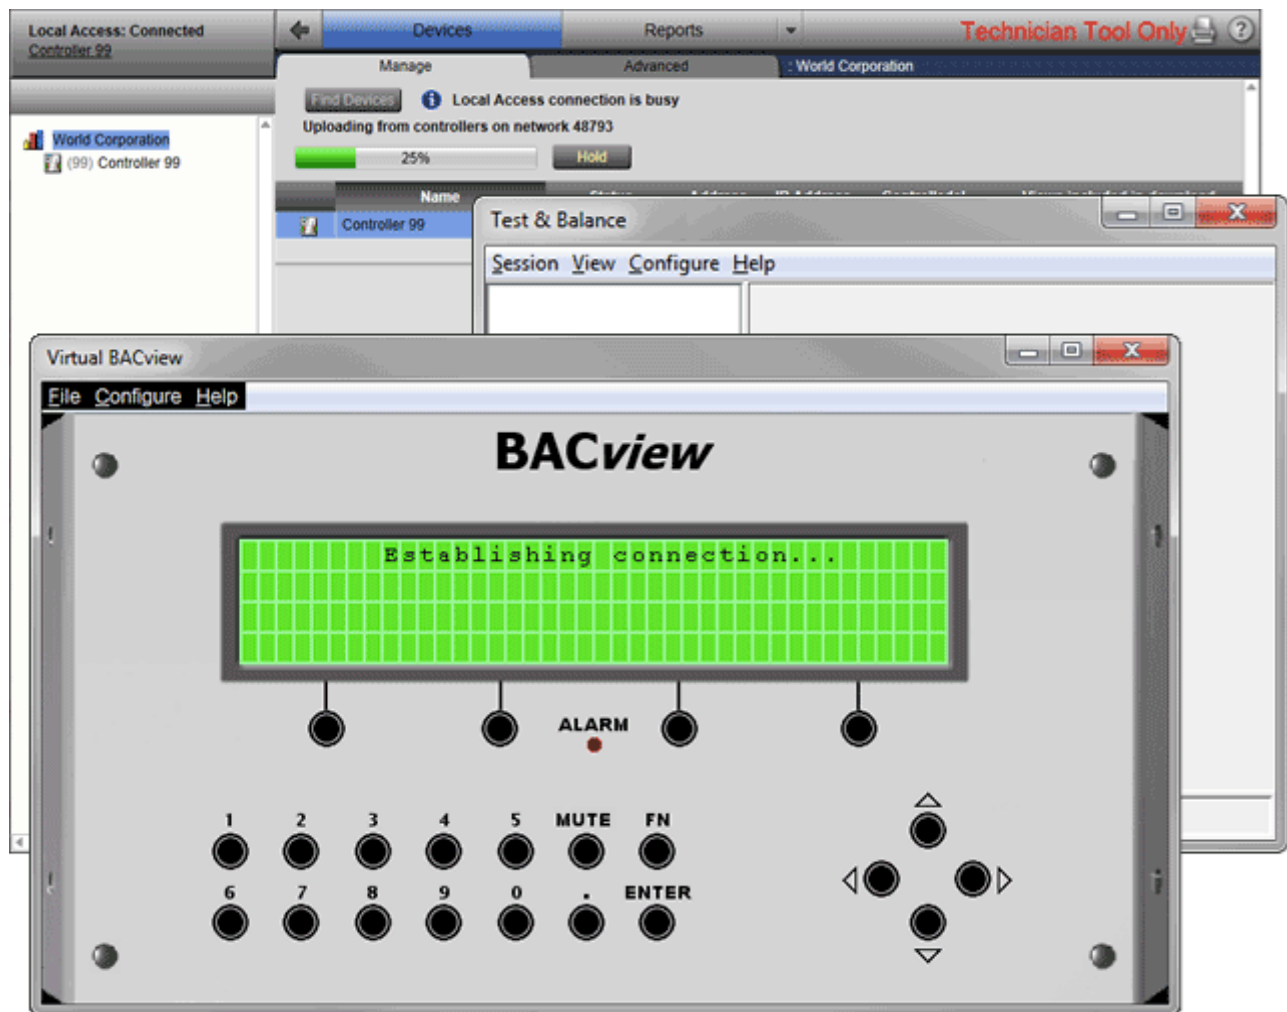 Local Access: Connected
Controller 99
Devices
Reports
Technician Tool Only
?
Manage
Advanced
: World Corporation
Find Devices
i Local Access connection is busy
Uploading from controllers on network 48793
25%
Hold
World Corporation
(99) Controller 99
Name
Controller 99
Test & Balance
Session View Configure Help
Virtual BACview
File Configure Help
BACview
Establishing connection...
ALARM
1 2 3 4 5 MUTE FN
6 7 8 9 0 . ENTER